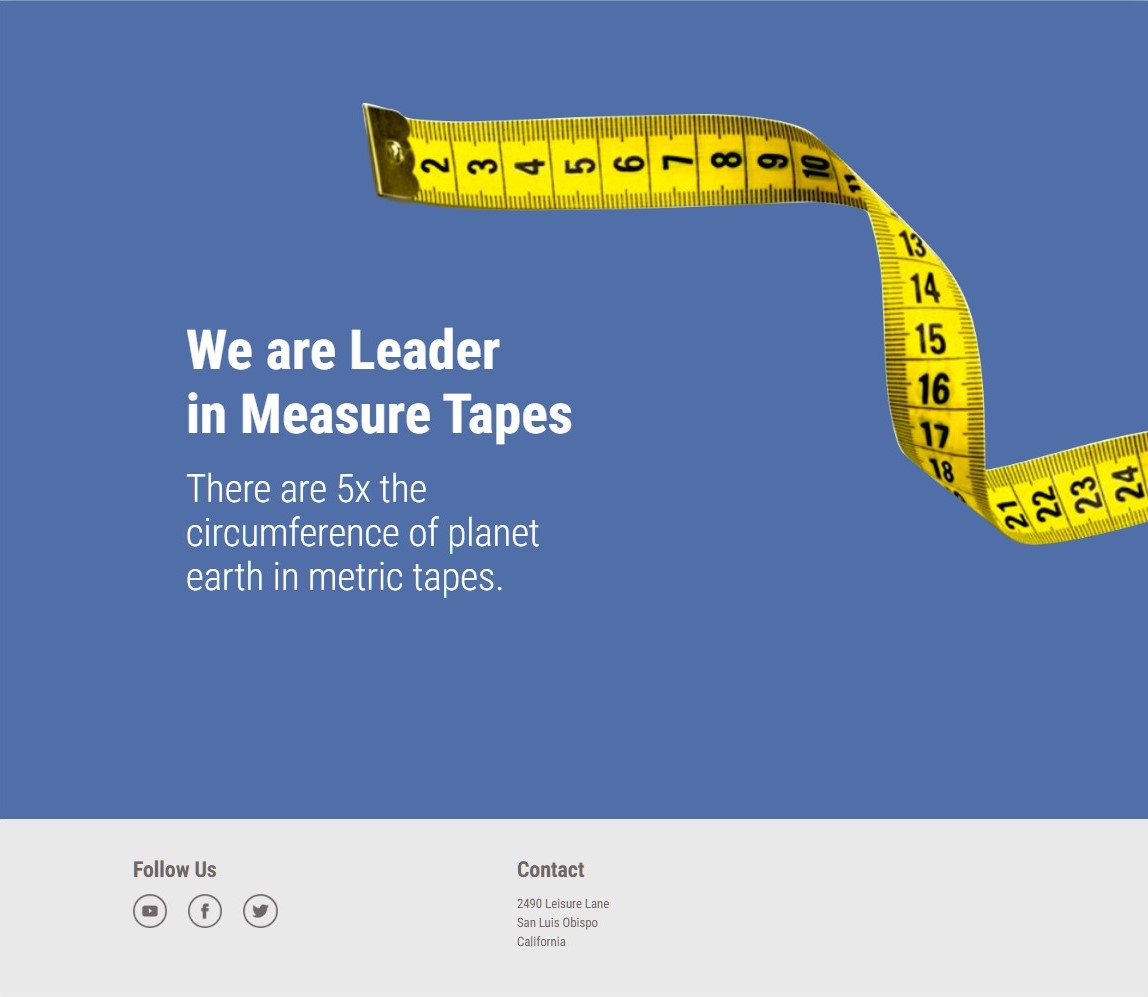 2 3 4 5 6 7 8 9 10 11
13
14
15
16
17
18
21 22 23 24
We are Leader
in Measure Tapes
There are 5x the
circumference of planet
earth in metric tapes.
Follow Us
Contact
2490 Leisure Lane
San Luis Obispo
California